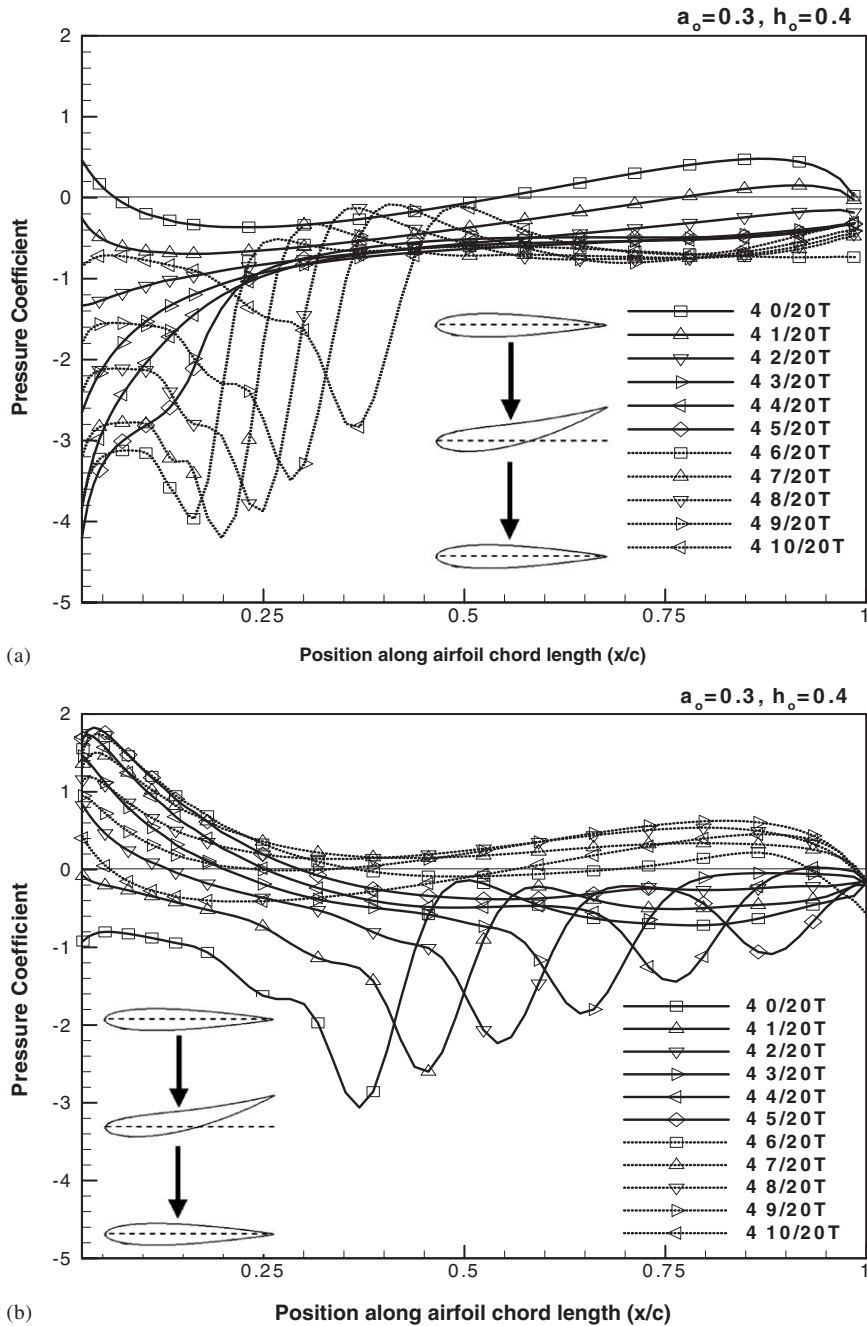 a_o=0.3, h_o=0.4
2
1
0
-1
-2
-3
-4
-5
Pressure Coefficient
4 0/20T
4 1/20T
4 2/20T
4 3/20T
4 4/20T
4 5/20T
4 6/20T
4 7/20T
4 8/20T
4 9/20T
4 10/20T
0.25
0.5
0.75
1
(a)
Position along airfoil chord length (x/c)
a_o=0.3, h_o=0.4
2
1
0
-1
-2
-3
-4
-5
Pressure Coefficient
4 0/20T
4 1/20T
4 2/20T
4 3/20T
4 4/20T
4 5/20T
4 6/20T
4 7/20T
4 8/20T
4 9/20T
4 10/20T
0.25
0.5
0.75
1
(b)
Position along airfoil chord length (x/c)